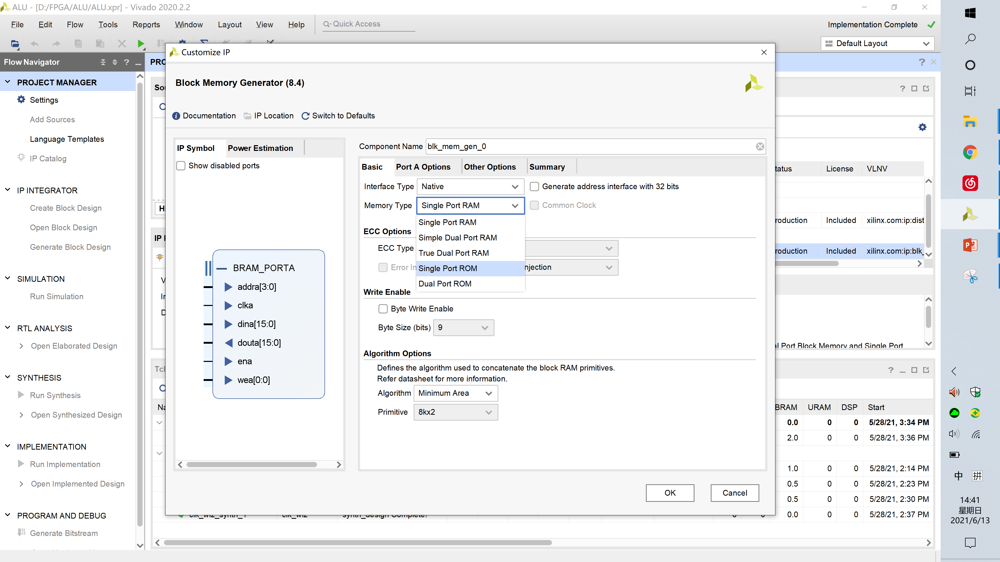 ALU - [D:/FPGA/ALU/ALU.xpr] - Vivado 2020.2.2
File Edit Flow Tools Reports Window Layout View Help Quick Access
Implementation Complete
Default Layout
Flow Navigator
PROJECT MANAGER
Settings
Add Sources
Language Templates
IP Catalog
IP INTEGRATOR
Create Block Design
Open Block Design
Generate Block Design
SIMULATION
Run Simulation
RTL ANALYSIS
Open Elaborated Design
SYNTHESIS
Run Synthesis
Open Synthesized Design
IMPLEMENTATION
Run Implementation
Open Implemented Design
PROGRAM AND DEBUG
Generate Bitstream
Customize IP
Block Memory Generator (8.4)
Documentation IP Location Switch to Defaults
IP Symbol Power Estimation
Show disabled ports
BRAM_PORTA
addra[3:0]
clka
dina[15:0]
douta[15:0]
ena
wea[0:0]
Component Name blk_mem_gen_0
Basic Port A Options Other Options Summary
Interface Type Native Generate address interface with 32 bits
Memory Type Single Port RAM Common Clock
Single Port RAM
Simple Dual Port RAM
True Dual Port RAM
Single Port ROM
Dual Port ROM
ECC Options
ECC Type
Error In
njection
Write Enable
Byte Write Enable
Byte Size (bits) 9
Algorithm Options
Defines the algorithm used to concatenate the block RAM primitives.
Refer datasheet for more information.
Algorithm Minimum Area
Primitive 8kx2
OK Cancel
tatus License VLNV
roduction Included xilinx.com:ip:dist
roduction Included xilinx.com:ip:blk_
al Port Block Memory and Single Port
BRAM URAM DSP Start
0.0 0 0 5/28/21, 3:34 PM
2.0 0 0 5/28/21, 3:36 PM
1.0 0 0 5/28/21, 2:14 PM
0.5 0 0 5/28/21, 2:23 PM
0.5 0 0 5/28/21, 2:30 PM
clk_wiz_synth_1 clk_wiz synth_design Complete! 0 0 0.0 0 0 5/28/21, 2:37 PM
中 拼
14:41
星期日
2021/6/13